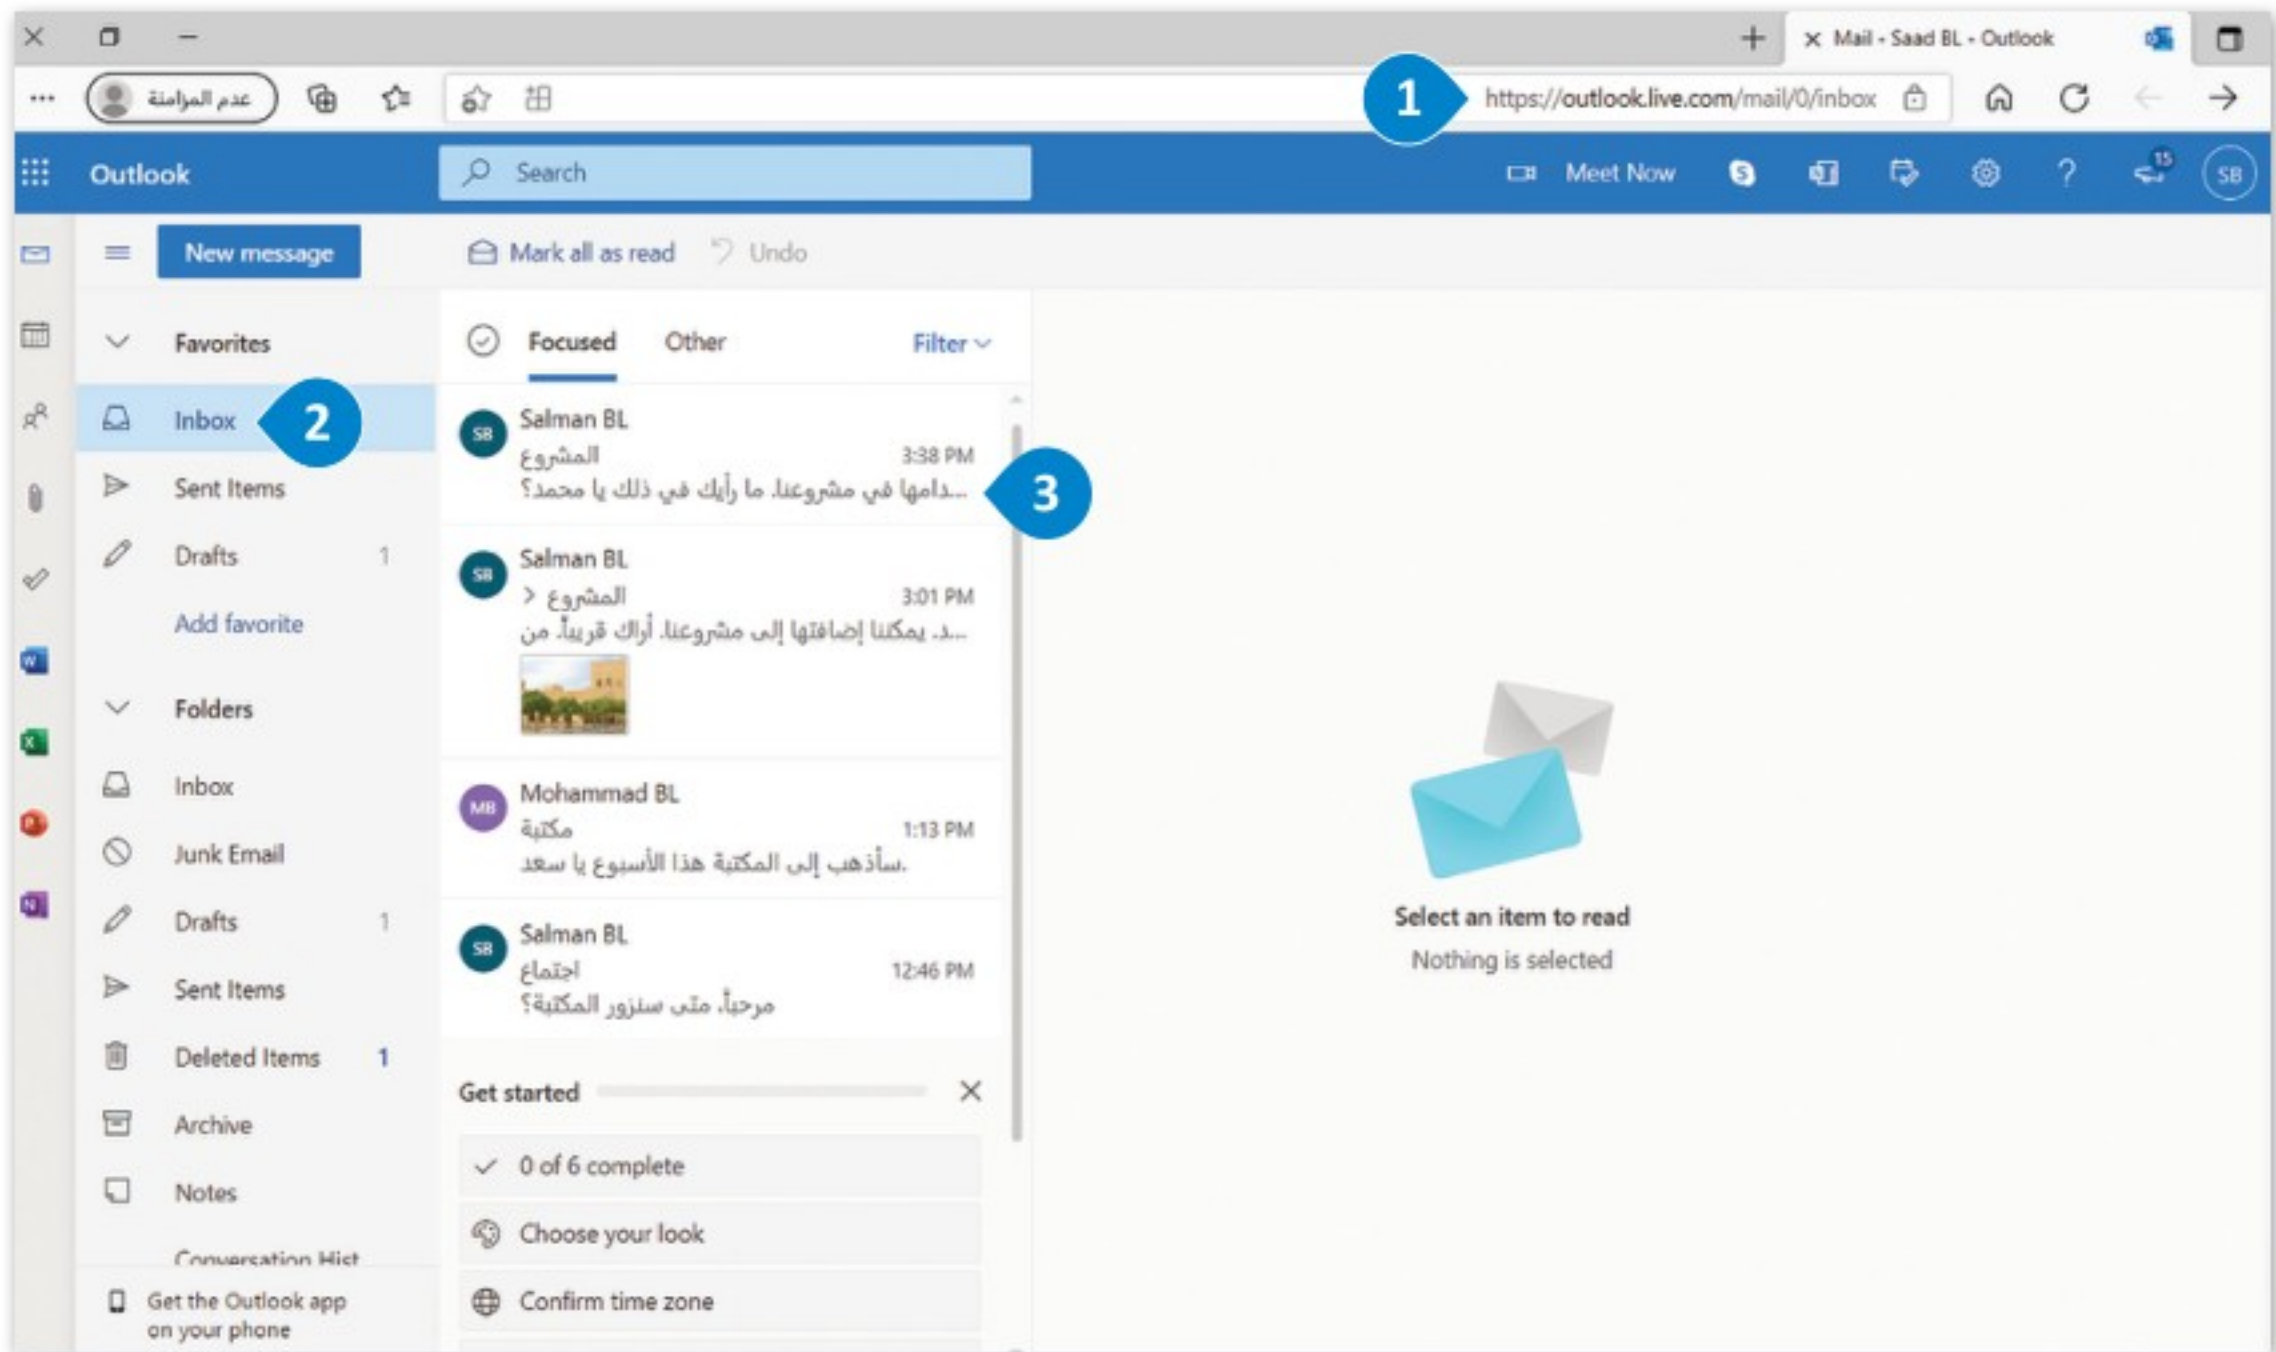 Mail - Saad BL - Outlook
عدم المزامنة
1
https://outlook.live.com/mail/0/inbox
Outlook
Search
Meet Now
15
SB
New message
Mark all as read
Undo
Favorites
Inbox
2
Sent Items
Drafts 1
Add favorite
Folders
Inbox
Junk Email
Drafts 1
Sent Items
Deleted Items 1
Archive
Notes
Conversation Hist
Get the Outlook app
on your phone
Focused Other Filter
SB
Salman BL
المشروع 3:38 PM
...دامها في مشروعنا. ما رأيك في ذلك يا محمد؟
3
SB
Salman BL
المشروع > 3:01 PM
...د. يمكننا إضافتها إلى مشروعنا. أراك قريباً. من
MB
Mohammad BL
مكتبة 1:13 PM
سأذهب إلى المكتبة هذا الأسبوع يا سعد.
SB
Salman BL
اجتماع 12:46 PM
مرحباً، متى سنزور المكتبة؟
Get started
0 of 6 complete
Choose your look
Confirm time zone
Select an item to read
Nothing is selected